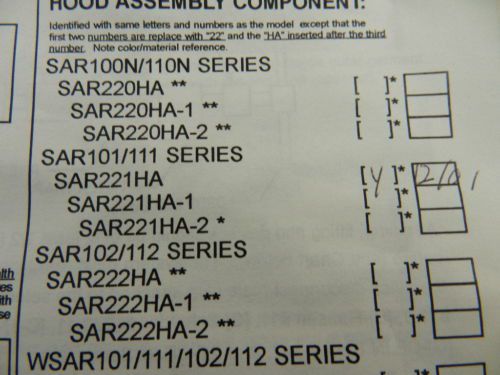 HOOD ASSEMBLY COMPONENT:
Identified with same letters and numbers as the model except that the
first two numbers are replace with "22" and the "HA" inserted after the third
number. Note color/material reference.
SAR100N/110N SERIES
SAR220HA ** [ ]*
SAR220HA-1 ** [ ]*
SAR220HA-2 ** [ ]*
SAR101/111 SERIES
SAR221HA [Y ]* 12/01
SAR221HA-1 [ ]*
SAR221HA-2 * [ ]*
SAR102/112 SERIES
SAR222HA ** [ ]*
SAR222HA-1 ** [ ]*
SAR222HA-2 ** [ ]*
WSAR101/111/102/112 SERIES